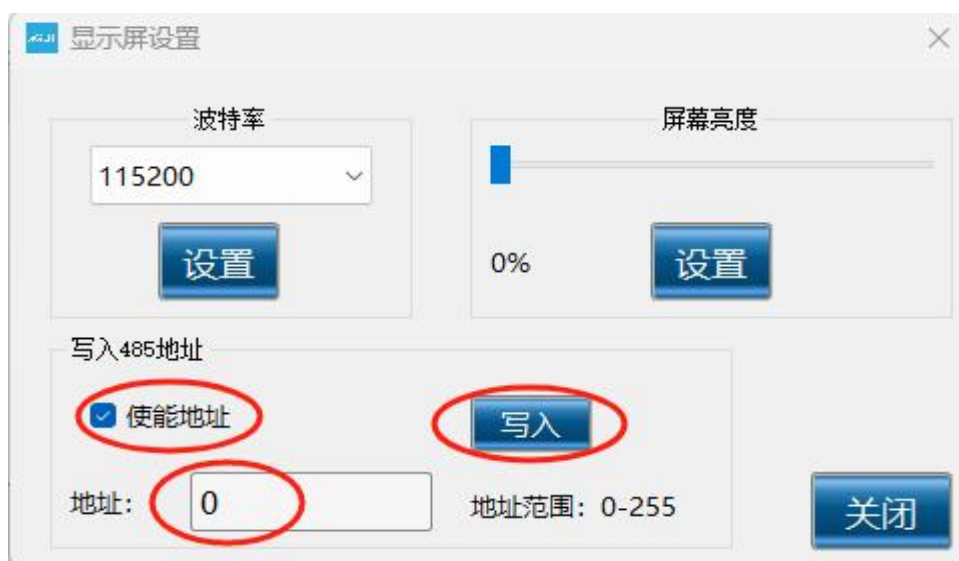 显示屏设置
波特率
屏幕亮度
115200
设置
0%
设置
写入485地址
使能地址
写入
地址：
0
地址范围：0-255
关闭